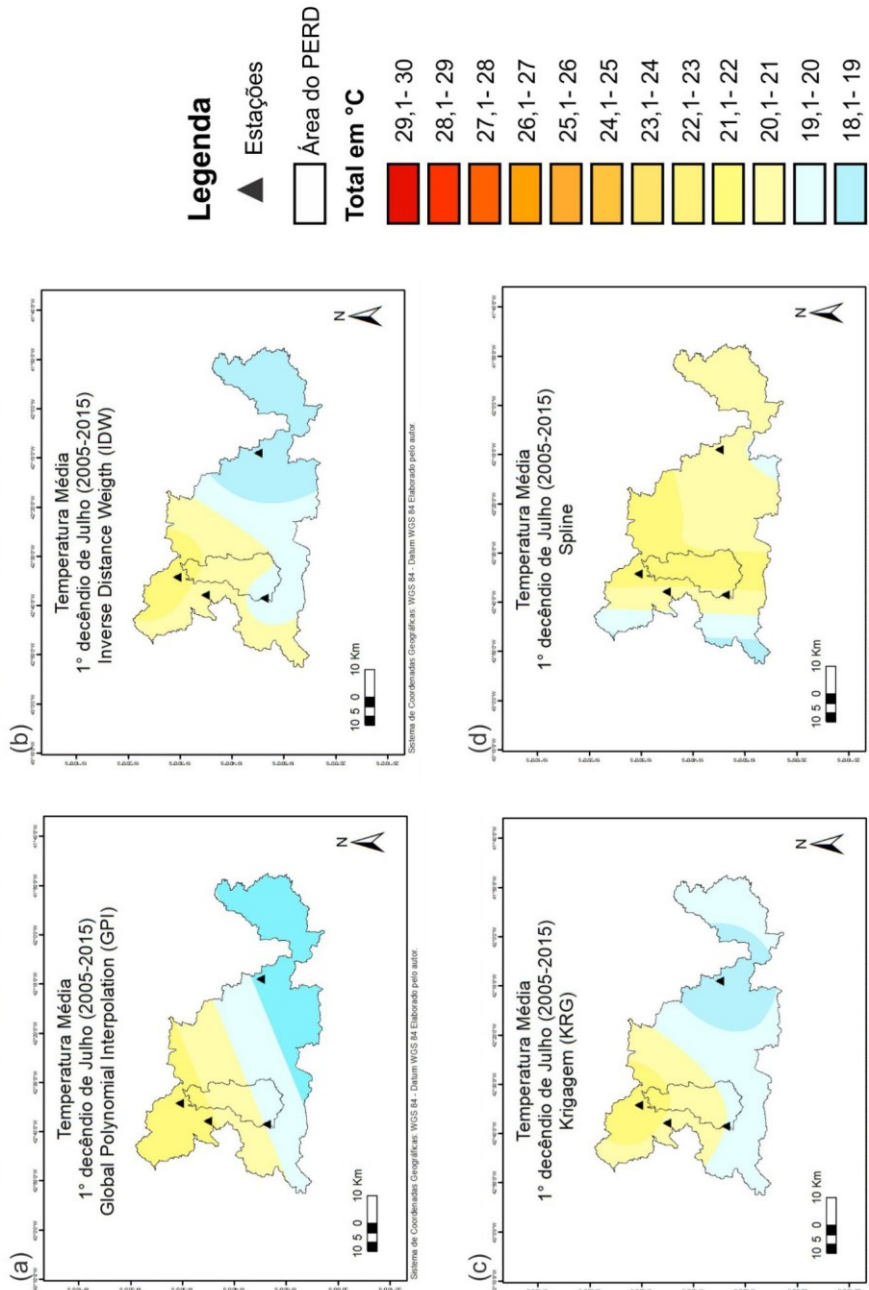 (a)
Temperatura Média
1° decêndio de Julho (2005-2015)
Global Polynomial Interpolation (GPI)
N
10 5 0 10 Km
Sistema de Coordenadas Geográficas: WGS 84 - Datum WGS 84 Elaborado pelo autor.
(b)
Temperatura Média
1° decêndio de Julho (2005-2015)
Inverse Distance Weigth (IDW)
N
10 5 0 10 Km
Sistema de Coordenadas Geográficas: WGS 84 - Datum WGS 84 Elaborado pelo autor.
(c)
Temperatura Média
1° decêndio de Julho (2005-2015)
Krigagem (KRG)
N
10 5 0 10 Km
(d)
Temperatura Média
1° decêndio de Julho (2005-2015)
Spline
N
10 5 0 10 Km
Legenda
Estações
Área do PERD
Total em °C
29,1- 30
28,1- 29
27,1- 28
26,1- 27
25,1- 26
24,1- 25
23,1- 24
22,1- 23
21,1- 22
20,1- 21
19,1- 20
18,1- 19